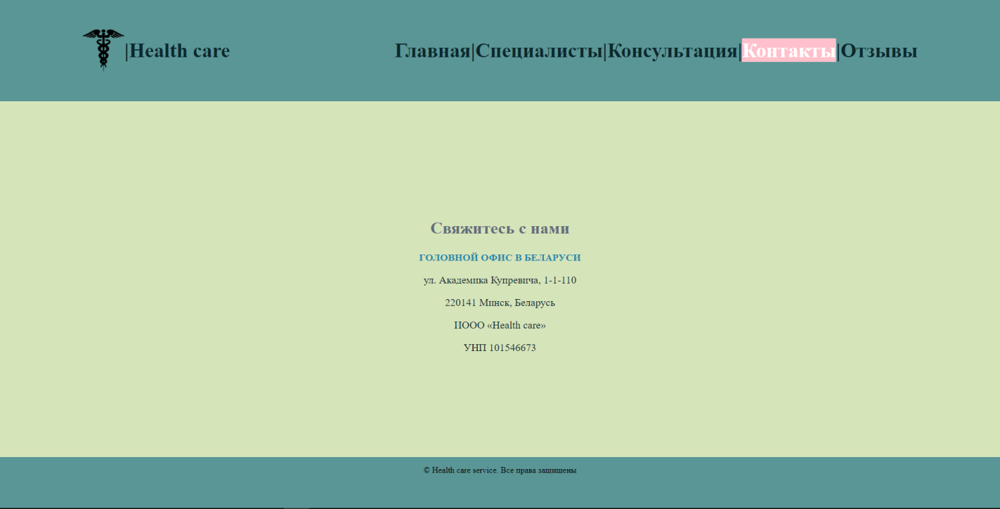 |Health care
Главная|Специалисты|Консультация|Контакты|Отзывы
Свяжитесь с нами
ГОЛОВНОЙ ОФИС В БЕЛАРУСИ
ул. Академика Купревича, 1-1-110
220141 Минск, Беларусь
ИООО «Health care»
УНП 101546673
© Health care service. Все права защищены